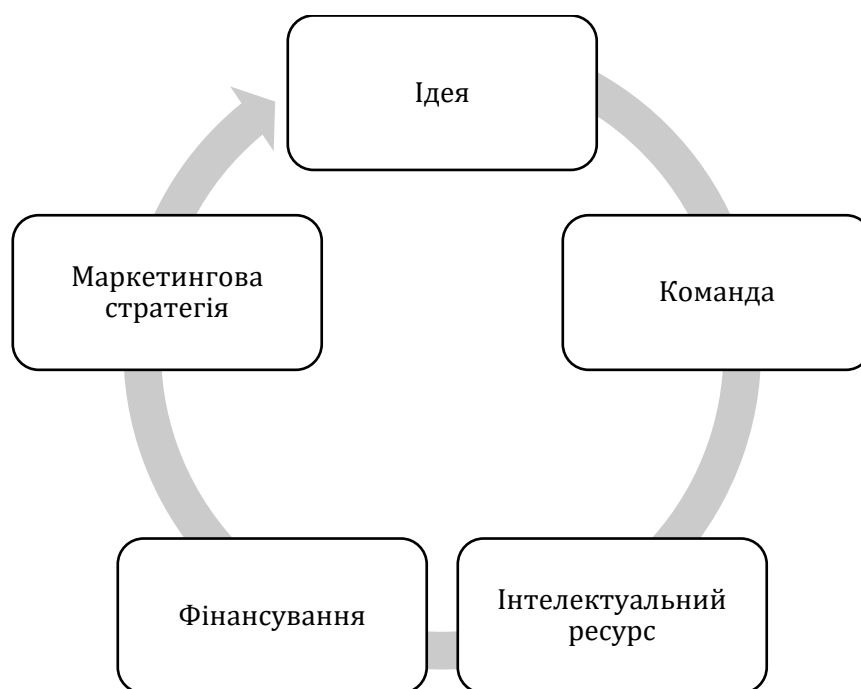 Ідея
Команда
Інтелектуальний
ресурс
Фінансування
Маркетингова
стратегія